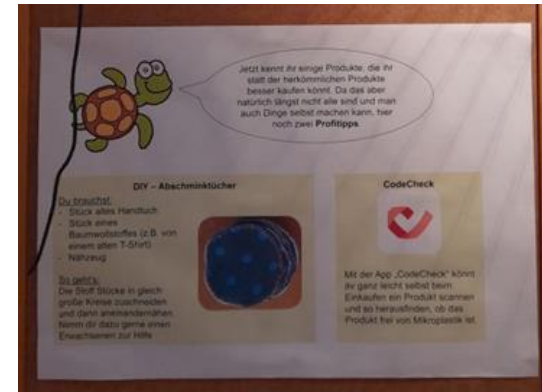 Jetzt kennt ihr einige Produkte, die ihr
statt der herkömmlichen Produkte
besser kaufen könnt. Da das aber
natürlich längst nicht alle sind und man
auch Dinge selbst machen kann, hier
noch zwei Profitipps.
DIY – Abschminktücher
Du brauchst:
- Stück altes Handtuch
- Stück eines
Baumwollstoffes (z.B. von
einem alten T-Shirt)
- Nähzeug
So geht's:
Die Stoff Stücke in gleich
große Kreise zuschneiden
und dann aneinandernähen.
Nimm dir dazu gerne einen
Erwachsenen zur Hilfe
CodeCheck
Mit der App „CodeCheck" könnt
ihr ganz leicht selbst beim
Einkaufen ein Produkt scannen
und so herausfinden, ob das
Produkt frei von Mikroplastik ist.